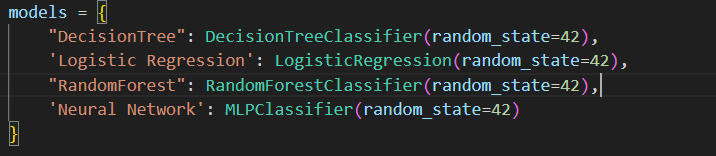 models = {
    "DecisionTree": DecisionTreeClassifier(random_state=42),
    'Logistic Regression': LogisticRegression(random_state=42),
    "RandomForest": RandomForestClassifier(random_state=42),
    'Neural Network': MLPClassifier(random_state=42)
}